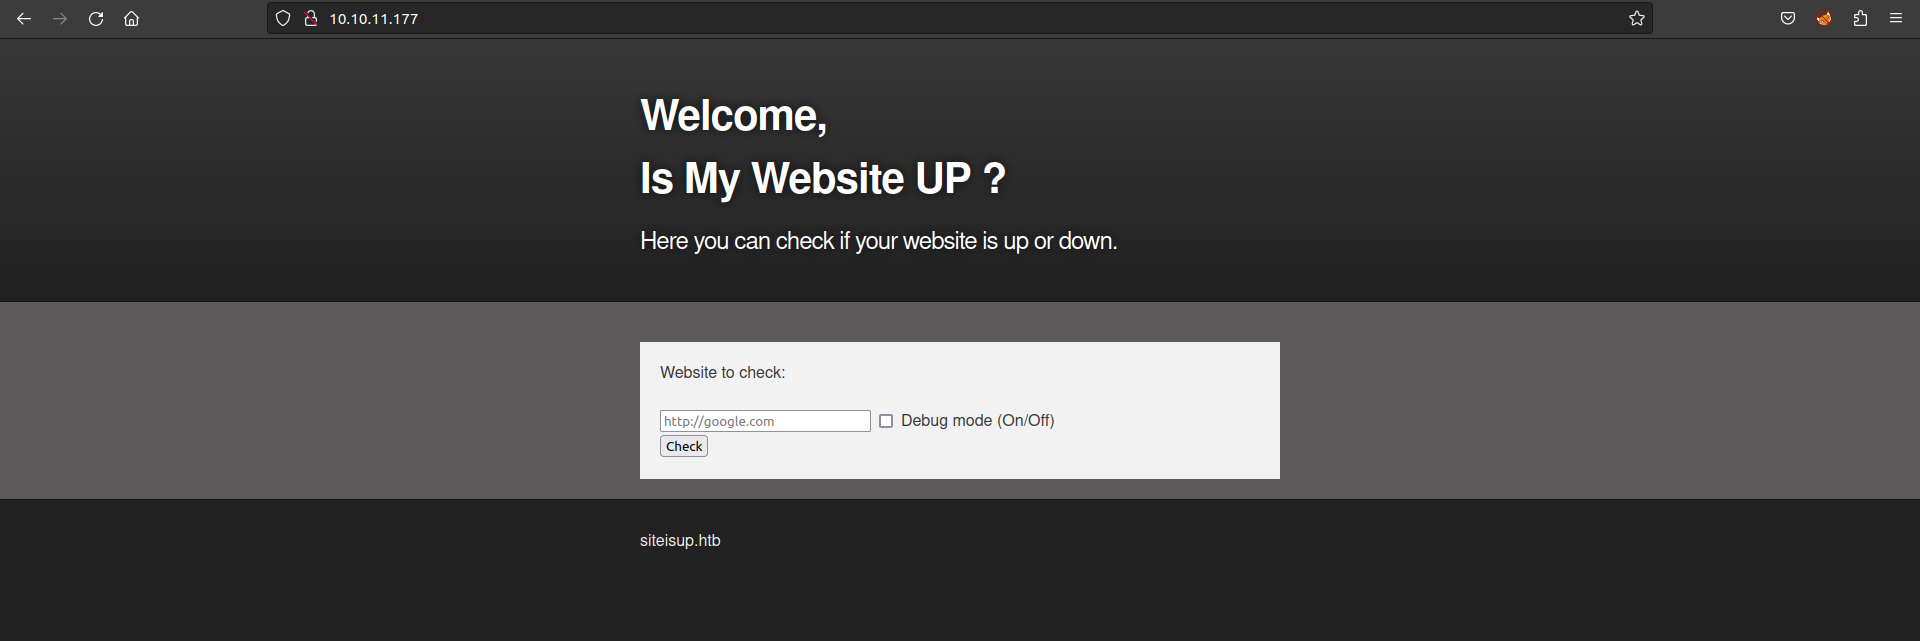 10.10.11.177
Welcome,
Is My Website UP ?
Here you can check if your website is up or down.
Website to check:
http://google.com Debug mode (On/Off)
Check
siteisup.htb